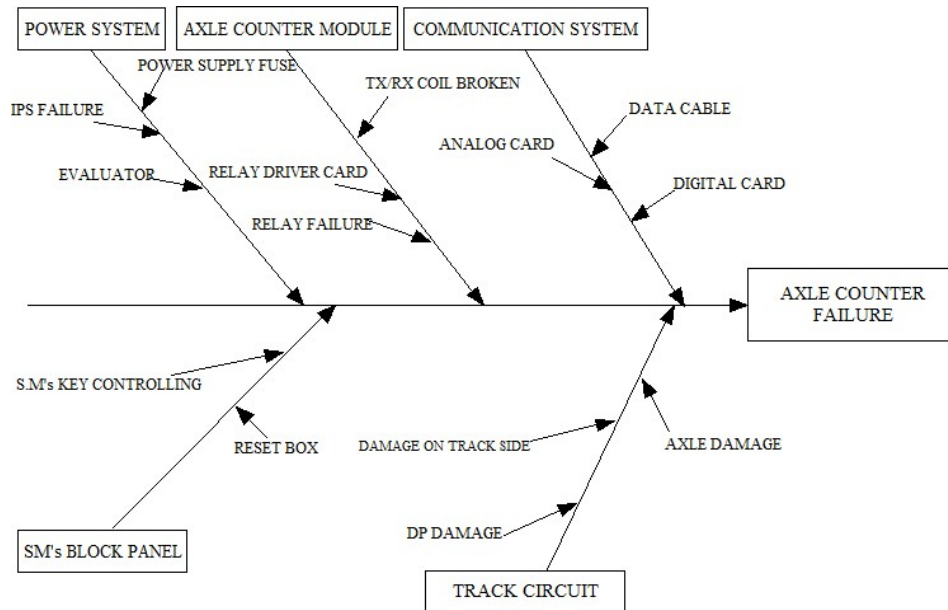 POWER SYSTEM
AXLE COUNTER MODULE
COMMUNICATION SYSTEM
POWER SUPPLY FUSE
IPS FAILURE
EVALUATOR
TX/RX COIL BROKEN
RELAY DRIVER CARD
RELAY FAILURE
DATA CABLE
ANALOG CARD
DIGITAL CARD
AXLE COUNTER
FAILURE
S.M's KEY CONTROLLING
RESET BOX
SM's BLOCK PANEL
DAMAGE ON TRACK SIDE
AXLE DAMAGE
DP DAMAGE
TRACK CIRCUIT